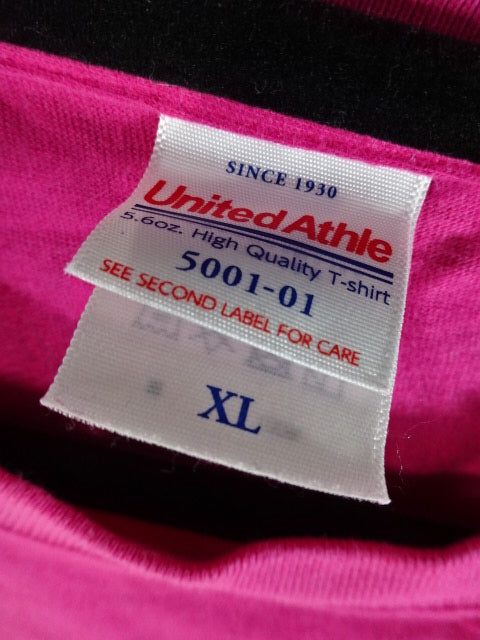 SINCE 1930
United Athle
5.6oz. High Quality T-shirt
5001-01
SEE SECOND LABEL FOR CARE
XL